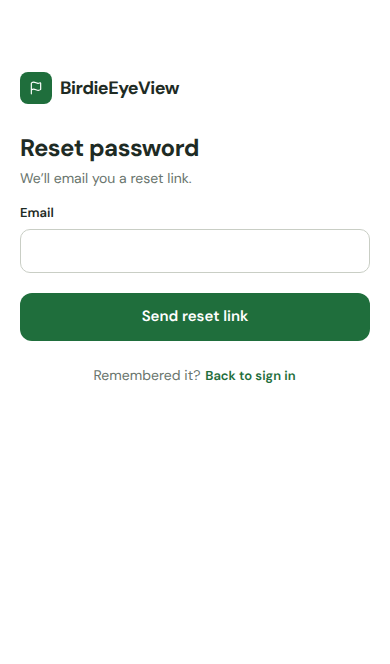 BirdieEyeView
Reset password
We’ll email you a reset link.
Email
Send reset link
Remembered it? Back to sign in